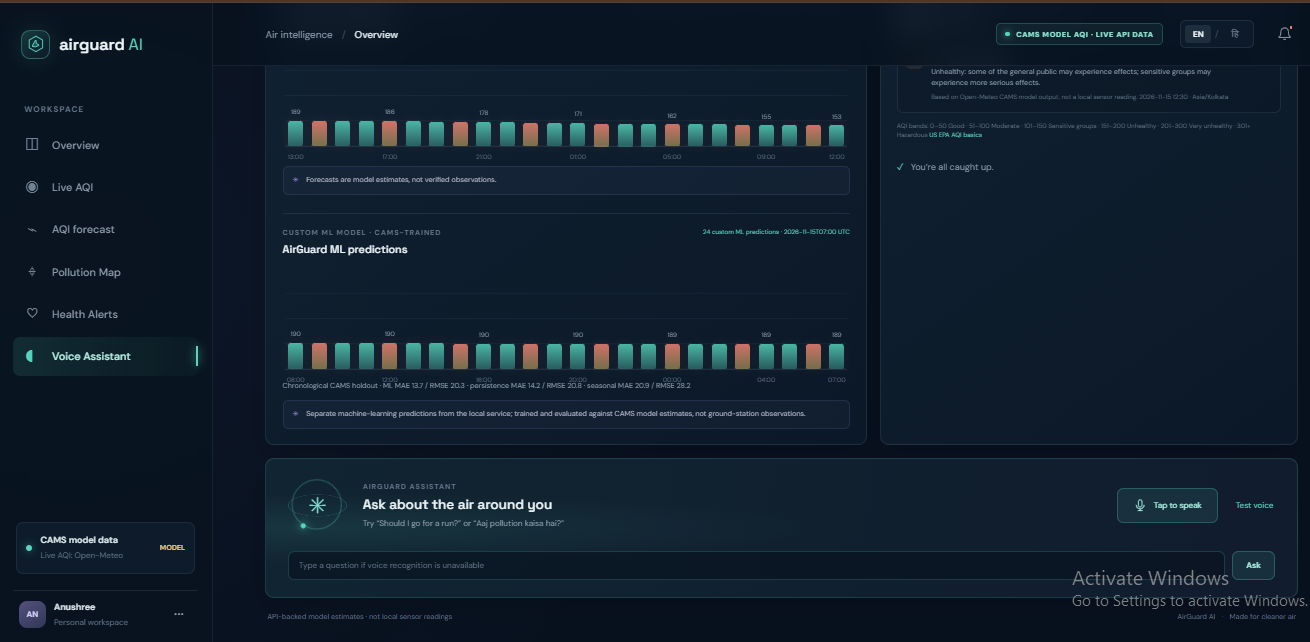 airguard AI
WORKSPACE
Overview
Live AQI
AQI forecast
Pollution Map
Health Alerts
Voice Assistant
CAMS model data
Live AQI: Open-Meteo
MODEL
AN
Anushree
Personal workspace
Air intelligence / Overview
CAMS MODEL AQI · LIVE API DATA
EN / हि
189 186 178 171 162 155 153
13:00 17:00 21:00 01:00 05:00 09:00 12:00
Forecasts are model estimates, not verified observations.
CUSTOM ML MODEL · CAMS-TRAINED
24 custom ML predictions · 2026-11-15T07:00 UTC
AirGuard ML predictions
190 190 190 190 189 189 189
08:00 12:00 16:00 20:00 00:00 04:00 07:00
Chronological CAMS holdout · ML MAE 13.7 / RMSE 20.3 · persistence MAE 14.2 / RMSE 20.8 · seasonal MAE 20.9 / RMSE 28.2
Separate machine-learning predictions from the local service; trained and evaluated against CAMS model estimates, not ground-station observations.
Unhealthy: some of the general public may experience effects; sensitive groups may
experience more serious effects.
Based on Open-Meteo CAMS model output, not a local sensor reading. 2026-11-15 12:30 · Asia/Kolkata
AQI bands: 0–50 Good · 51–100 Moderate · 101–150 Sensitive groups · 151–200 Unhealthy · 201–300 Very unhealthy · 301+
Hazardous US EPA AQI basics
✓ You're all caught up.
AIRGUARD ASSISTANT
Ask about the air around you
Try "Should I go for a run?" or "Aaj pollution kaisa hai?"
Tap to speak
Test voice
Type a question if voice recognition is unavailable
Ask
API-backed model estimates · not local sensor readings
AirGuard AI · Made for cleaner air
Activate Windows
Go to Settings to activate Windows.